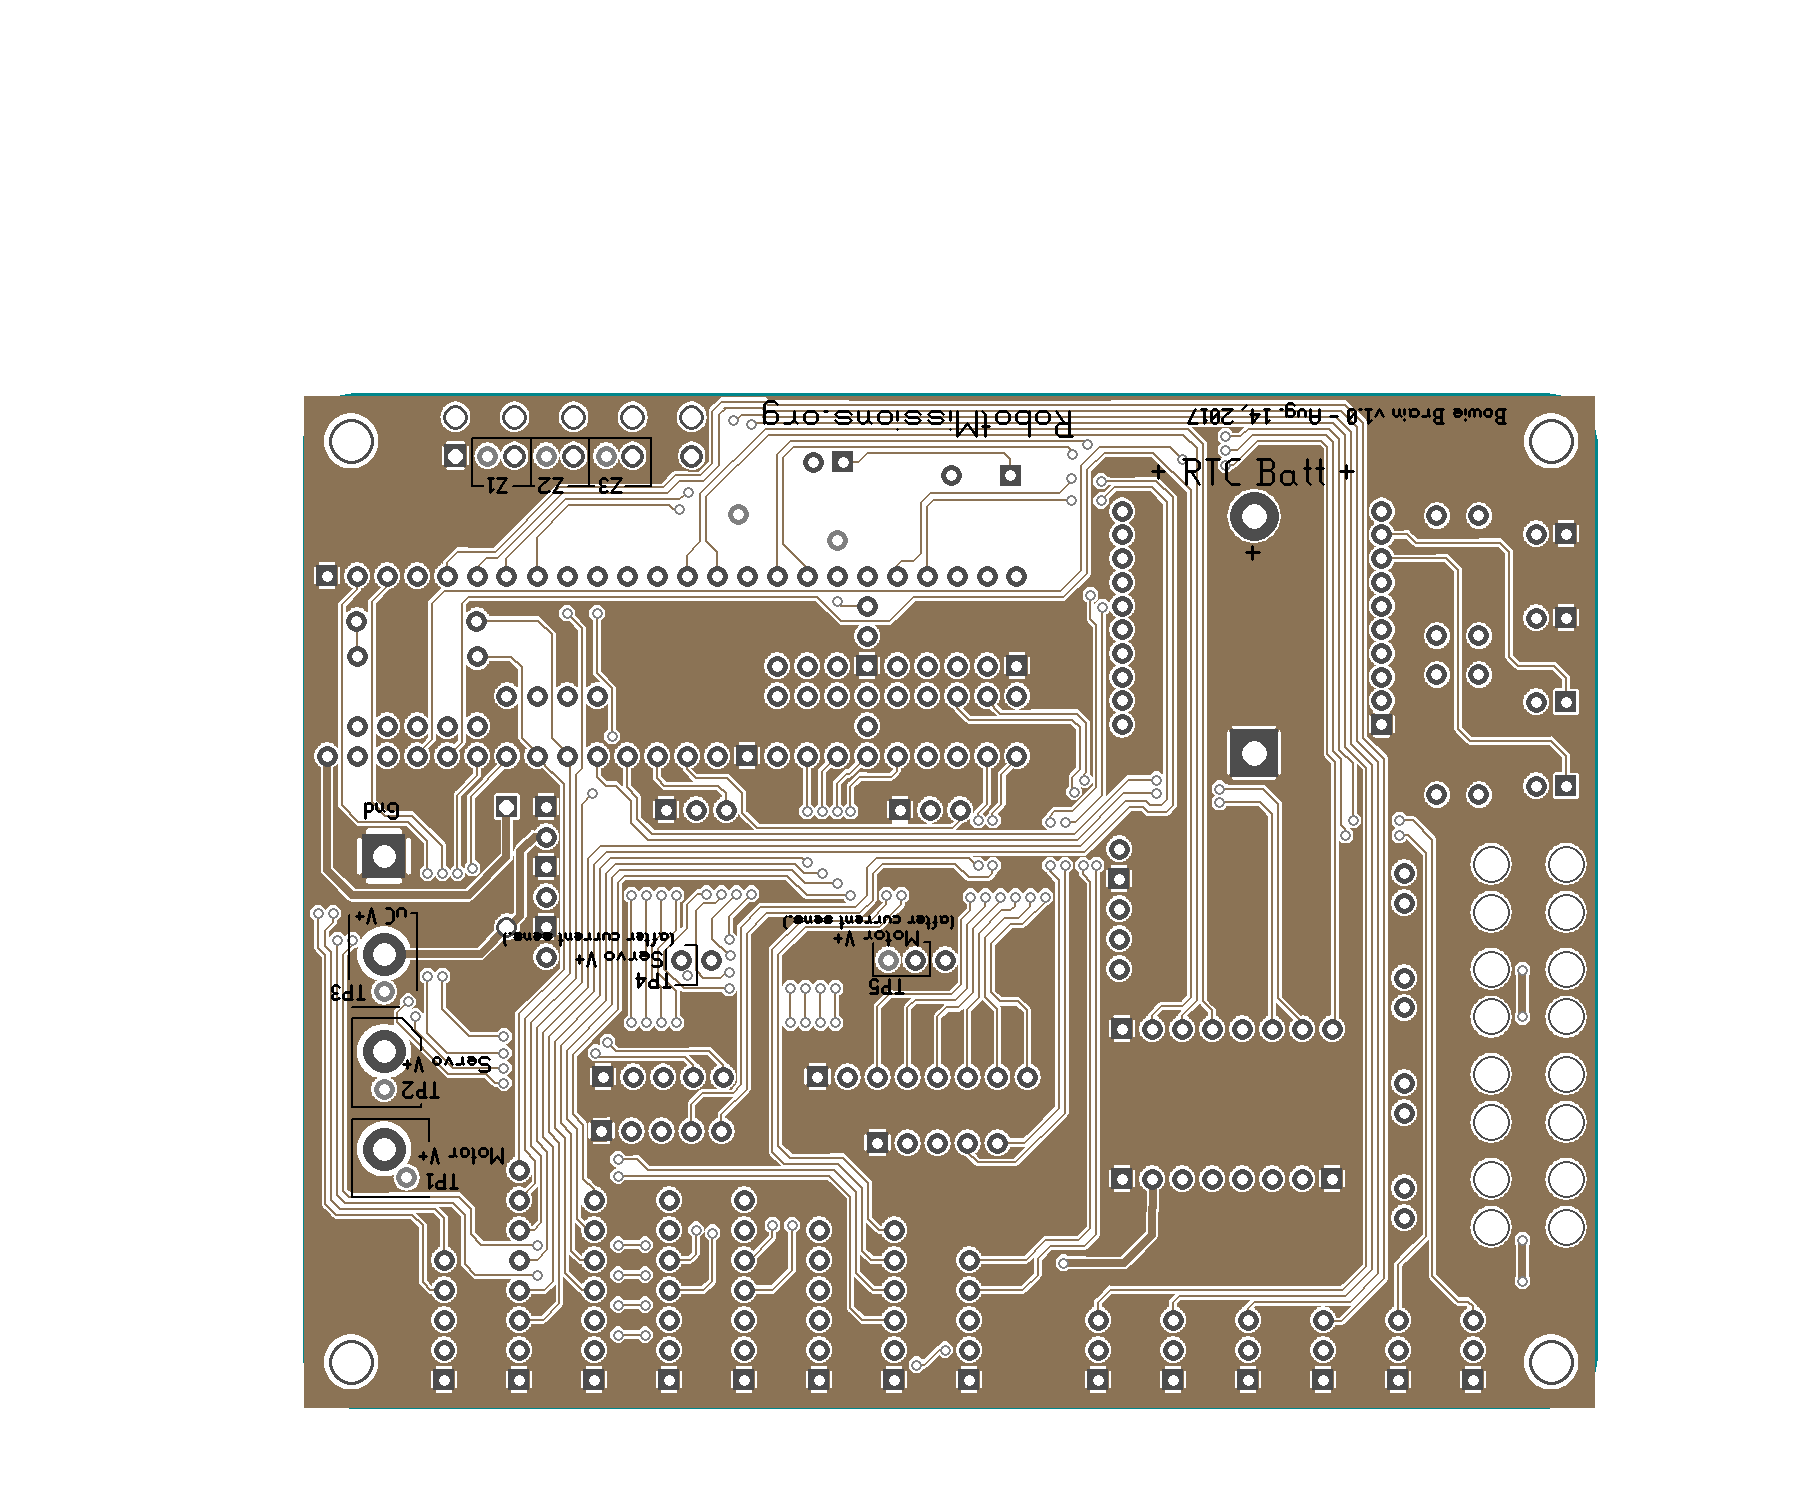 RobotMissions.org
Bowie Brain v1.0 - Aug. 14, 2017
+ RTC Batt +
+
Z1
Z2
Z3
Gnd
uC V+
TP3
Servo
V+
TP2
Motor V+
TP1
(after current sens.)
Servo V+
TP4
(after current sens.)
Motor V+
TP5